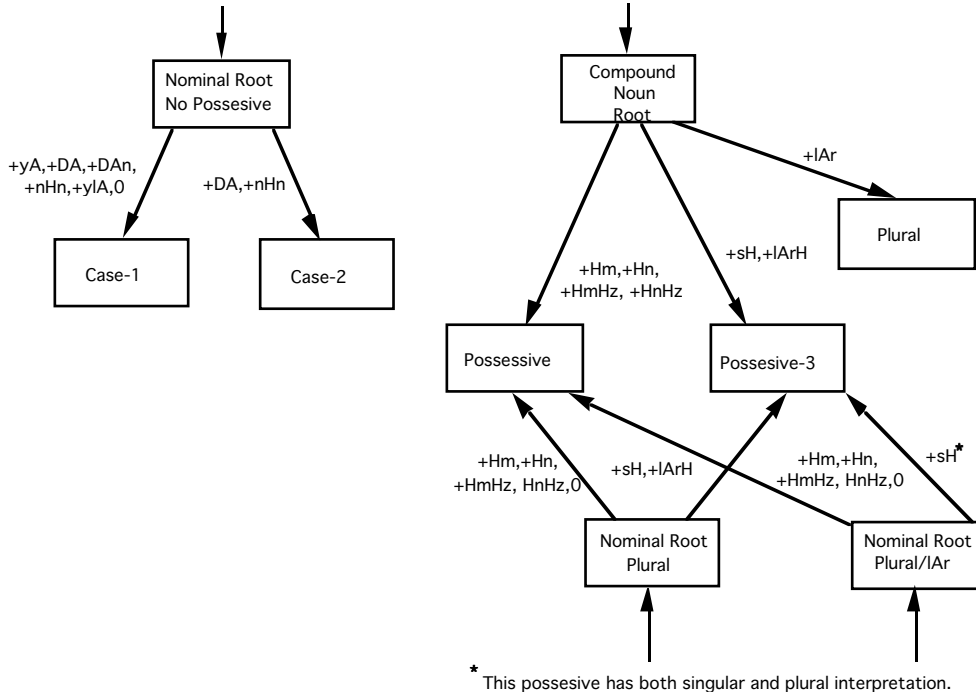 Nominal Root
No Possesive
+yA,+DA,+DAn,
+nHn,+ylA,0
+DA,+nHn
Case-1
Case-2
Compound
Noun
Root
+lAr
Plural
+Hm,+Hn,
+HmHz, +HnHz
+sH,+lArH
Possessive
Possesive-3
+Hm,+Hn,
+HmHz, HnHz,0
+sH,+lArH
+Hm,+Hn,
+HmHz, HnHz,0
+sH*
Nominal Root
Plural
Nominal Root
Plural/lAr
* This possesive has both singular and plural interpretation.